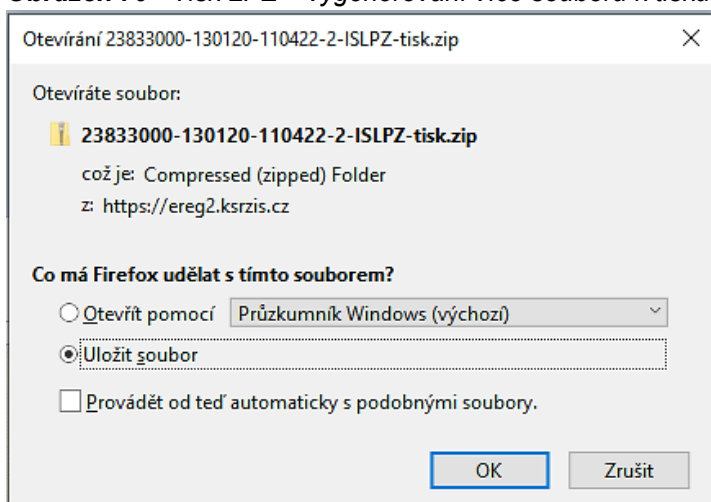 Otevírání 23833000-130120-110422-2-ISLPZ-tisk.zip
Otevíráte soubor:
23833000-130120-110422-2-ISLPZ-tisk.zip
což je: Compressed (zipped) Folder
z: https://ereg2.ksrzis.cz
Co má Firefox udělat s tímto souborem?
Otevřít pomocí Průzkumník Windows (výchozí)
Uložit soubor
Provádět od teď automaticky s podobnými soubory.
OK Zrušit